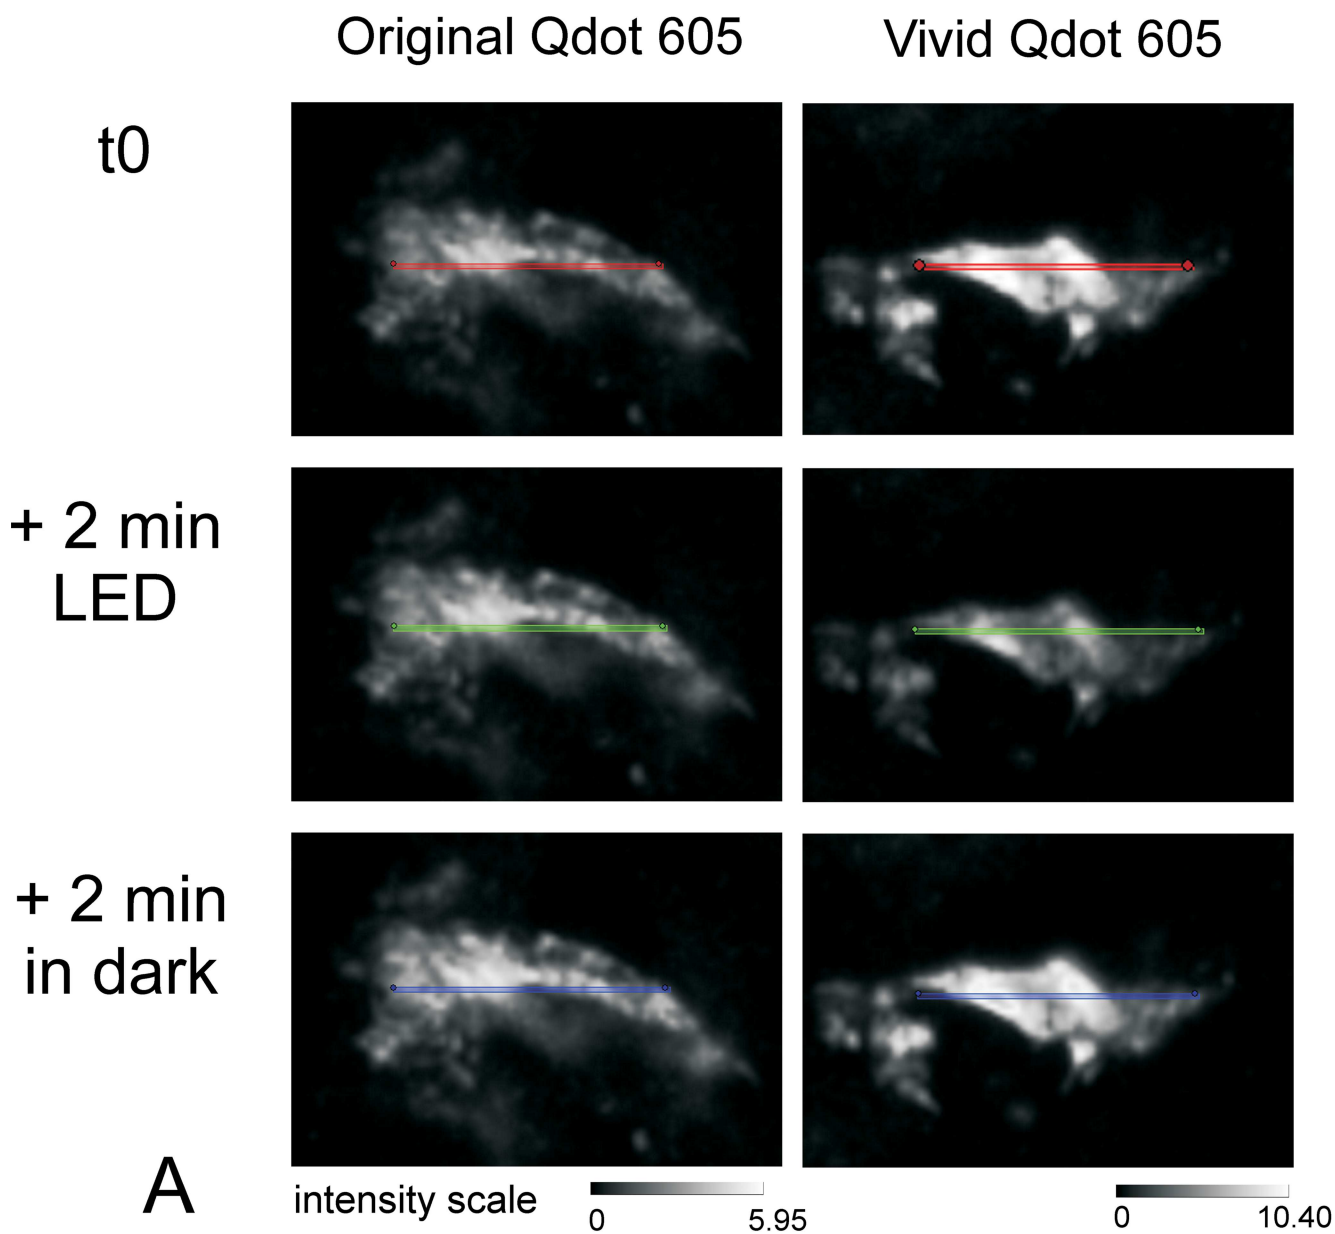 Original Qdot 605
Vivid Qdot 605
t0
+ 2 min
LED
+ 2 min
in dark
A
intensity scale
0
5.95
0
10.40